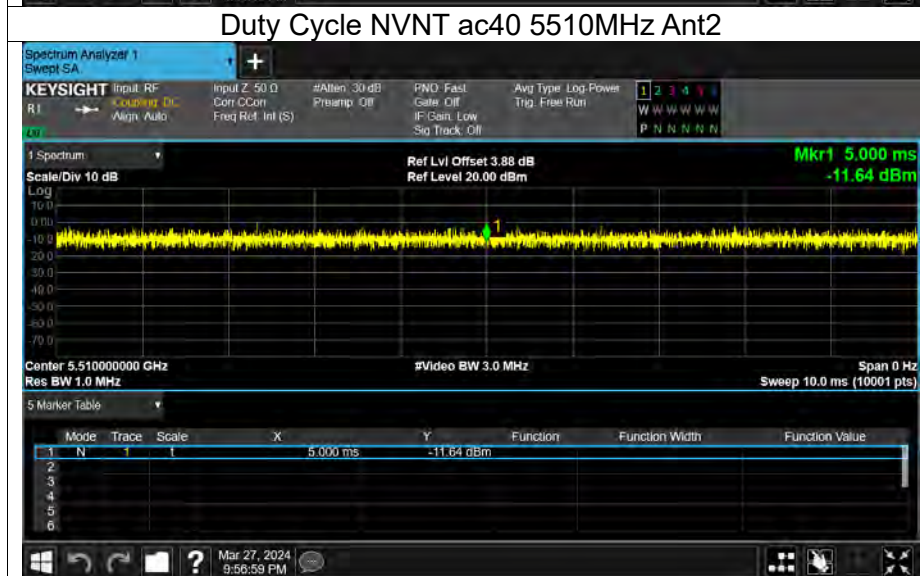 Duty Cycle NVNT ac40 5510MHz Ant2
Spectrum Analyzer 1
Swept SA
+
KEYSIGHT Input: RF Input Z: 50 Ω #Atten: 30 dB PNO: Fast Avg Type: Log-Power 1 2 3 4 5 6
R L Coupling: DC Corr CCorr Preamp: Off Gate: Off Trig: Free Run W W W W W W
Align: Auto Freq Ref: Int (S) IF Gain: Low
Sig Track: Off P N N N N N
1 Spectrum Ref Lvl Offset 3.88 dB Mkr1 5.000 ms
Scale/Div 10 dB Ref Level 20.00 dBm -11.64 dBm
Log
10.0
0.00
-10.0
-20.0
-30.0
-40.0
-50.0
-60.0
-70.0
1
Center 5.510000000 GHz #Video BW 3.0 MHz Span 0 Hz
Res BW 1.0 MHz Sweep 10.0 ms (10001 pts)
5 Marker Table
Mode Trace Scale X Y Function Function Width Function Value
1 N 1 t 5.000 ms -11.64 dBm
2
3
4
5
6
? Mar 27, 2024
9:56:59 PM